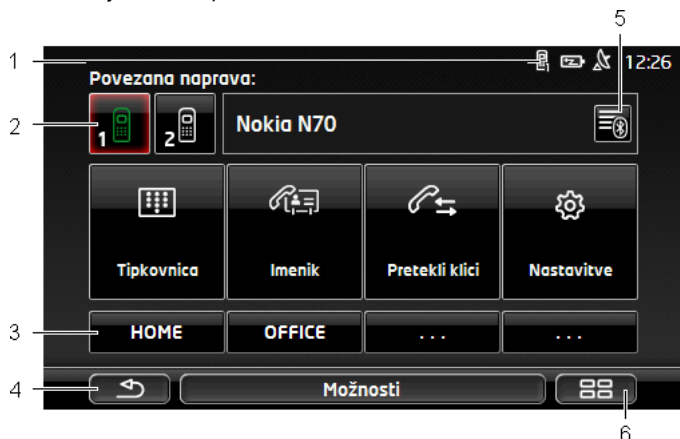 5
1
12:26
Povezana naprava:
2
1
2
Nokia N70
Tipkovnica
Imenik
Pretekli klici
Nastavitve
3
HOME
OFFICE
...
...
4
Možnosti
6